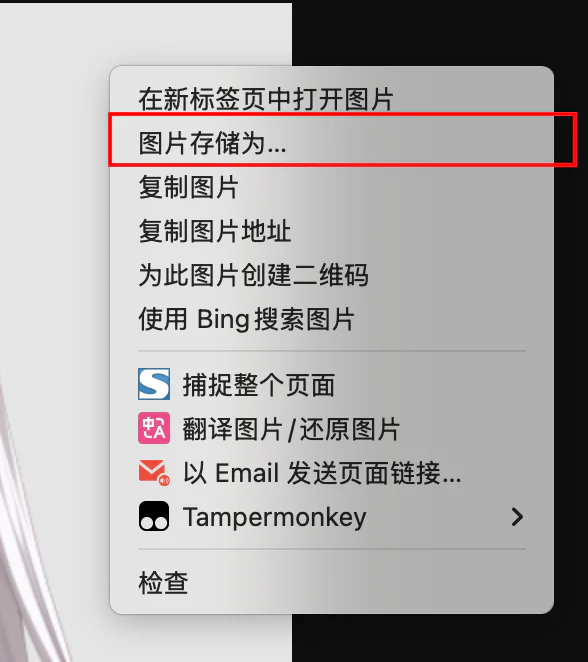 在新标签页中打开图片
图片存储为...
复制图片
复制图片地址
为此图片创建二维码
使用 Bing 搜索图片
捕捉整个页面
翻译图片/还原图片
以 Email 发送页面链接...
Tampermonkey
检查